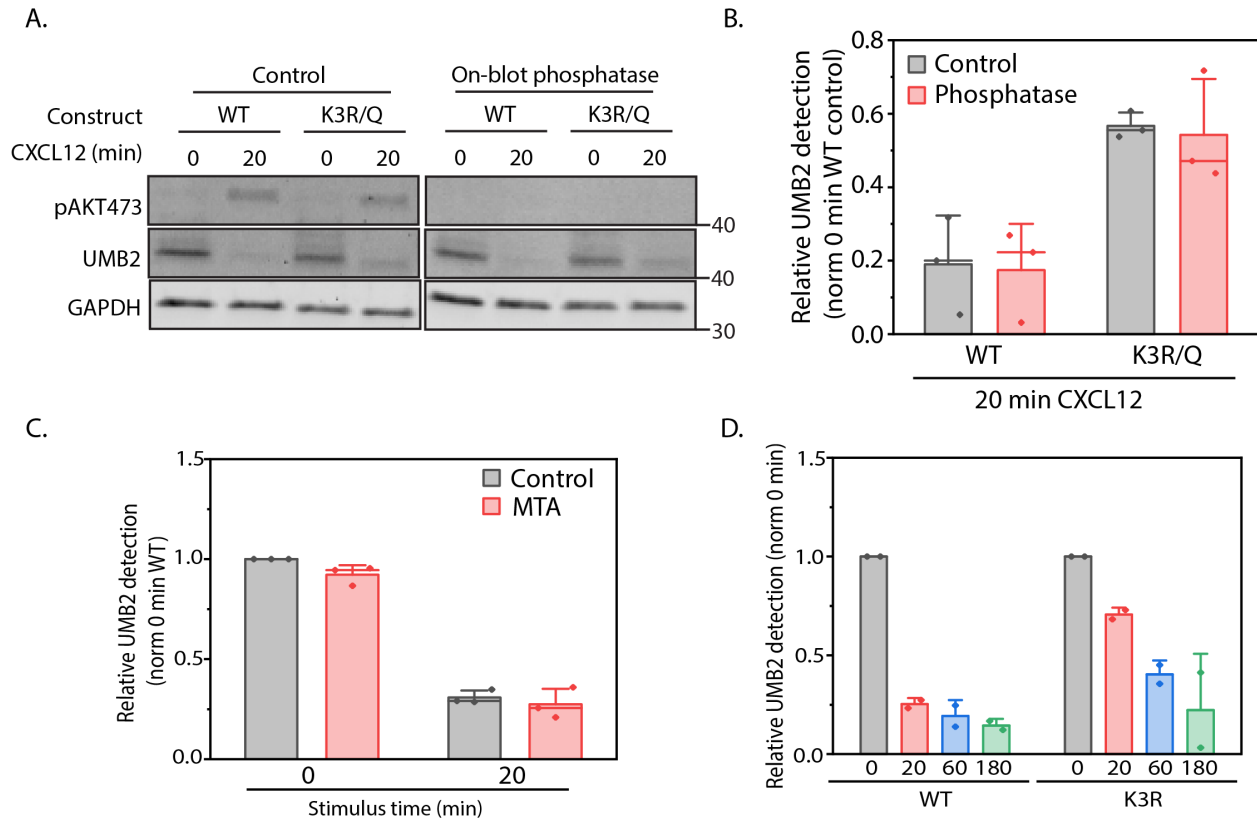 A.
Control
On-blot phosphatase
Construct
WT
K3R/Q
WT
K3R/Q
CXCL12 (min)
0
20
0
20
0
20
0
20
pAKT473
40
UMB2
40
GAPDH
30
B.
Relative UMB2 detection
(norm 0 min WT control)
0.8
0.6
0.4
0.2
0.0
Control
Phosphatase
WT
K3R/Q
20 min CXCL12
C.
Relative UMB2 detection
(norm 0 min WT)
1.5
1.0
0.5
0.0
Control
MTA
0
20
Stimulus time (min)
D.
Relative UMB2 detection (norm 0 min)
1.5
1.0
0.5
0.0
0 20 60 180
0 20 60 180
WT
K3R